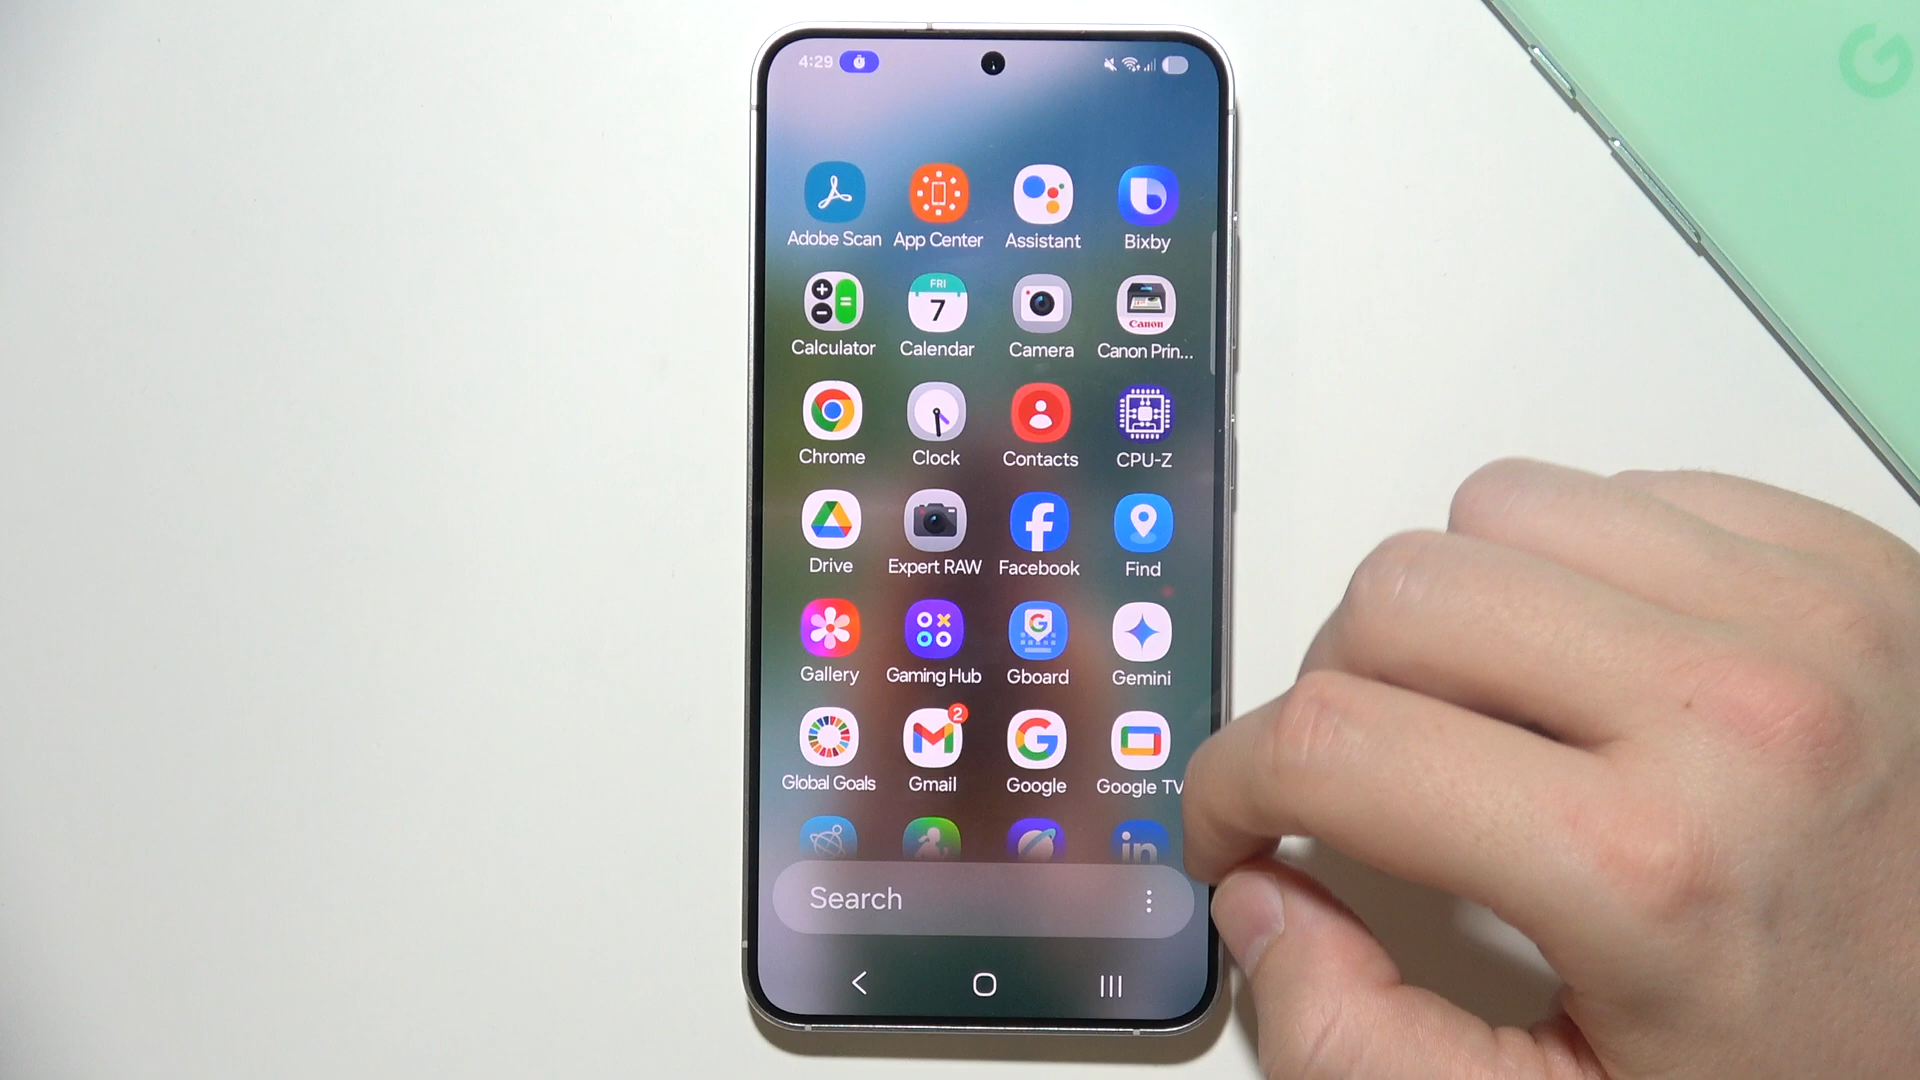 4:29
Adobe Scan App Center Assistant Bixby
FRI
7
Canon
Calculator Calendar Camera Canon Prin...
Chrome Clock Contacts CPU-Z
Drive Expert RAW Facebook Find
G
Gallery Gaming Hub Gboard Gemini
2
Global Goals Gmail Google Google TV
in
Search